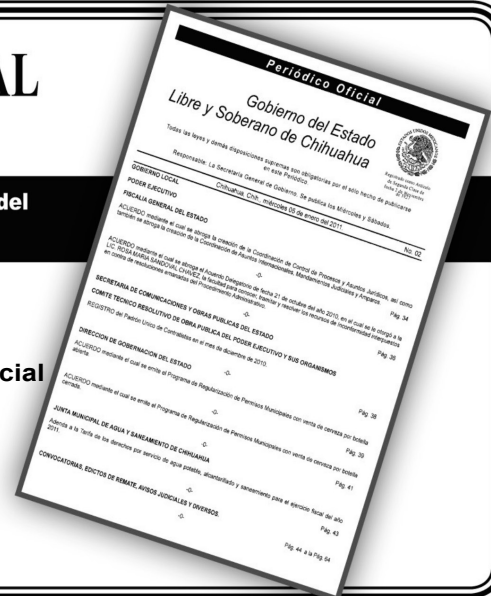 AL
del
cial
Periódico Oficial
Gobierno del Estado
Libre y Soberano de Chihuahua
Todas las leyes y demás disposiciones supremas son obligatorias por el sólo hecho de publicarse
en este Periódico.
Responsable: La Secretaría General de Gobierno. Se publica los Miércoles y Sábados.
Registrado como Artículo
de Segunda Clase de
Chihuahua, Chih., miércoles 05 de enero del 2011.
No. 02
GOBIERNO LOCAL
PODER EJECUTIVO
FISCALIA GENERAL DEL ESTADO
ACUERDO mediante el cual se abroga la creación de la Coordinación de Control de Procesos y Asuntos Jurídicos, así como
también se abroga la creación de la Coordinación de Asuntos Internacionales, Mandamientos Judiciales y Amparos.
Pág. 34
-0-
ACUERDO mediante el cual se abroga el Acuerdo Delegatorio de fecha 21 de octubre del año 2010, en el cual se le otorgó a la
LIC. ROSA MARIA SANDOVAL CHAVEZ, la facultad para conocer, tramitar y resolver los recursos de inconformidad interpuestos
en contra de resoluciones emanadas del Procedimiento Administrativo.
Pág. 35
-0-
SECRETARIA DE COMUNICACIONES Y OBRAS PUBLICAS DEL ESTADO
COMITE TECNICO RESOLUTIVO DE OBRA PUBLICA DEL PODER EJECUTIVO Y SUS ORGANISMOS
REGISTRO del Padrón Único de Contratistas en el mes de diciembre de 2010.
Pág. 38
-0-
DIRECCION DE GOBERNACION DEL ESTADO
ACUERDO mediante el cual se emite el Programa de Regularización de Permisos Municipales con venta de cerveza por botella
abierta.
Pág. 39
-0-
ACUERDO mediante el cual se emite el Programa de Regularización de Permisos Municipales con venta de cerveza por botella
cerrada.
Pág. 41
-0-
JUNTA MUNICIPAL DE AGUA Y SANEAMIENTO DE CHIHUAHUA
Adenda a la Tarifa de los derechos por servicio de agua potable, alcantarillado y saneamiento para el ejercicio fiscal del año
2011.
Pág. 43
-0-
CONVOCATORIAS, EDICTOS DE REMATE, AVISOS JUDICIALES Y DIVERSOS.
Pág. 44 a la Pág. 64
-0-